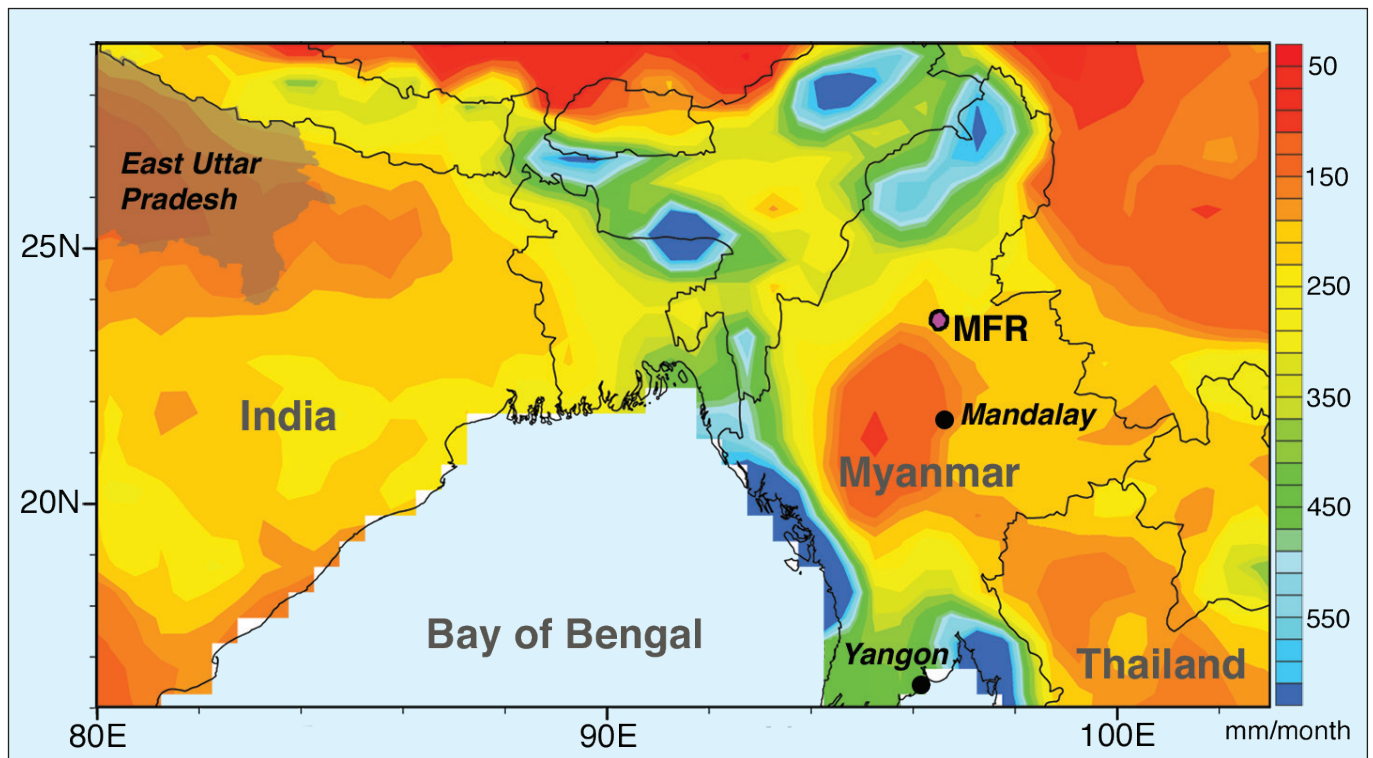 50
East Uttar
Pradesh
150
25N
250
MFR
350
India
Mandalay
Myanmar
20N
450
Bay of Bengal
550
Yangon
Thailand
80E
90E
100E
mm/month